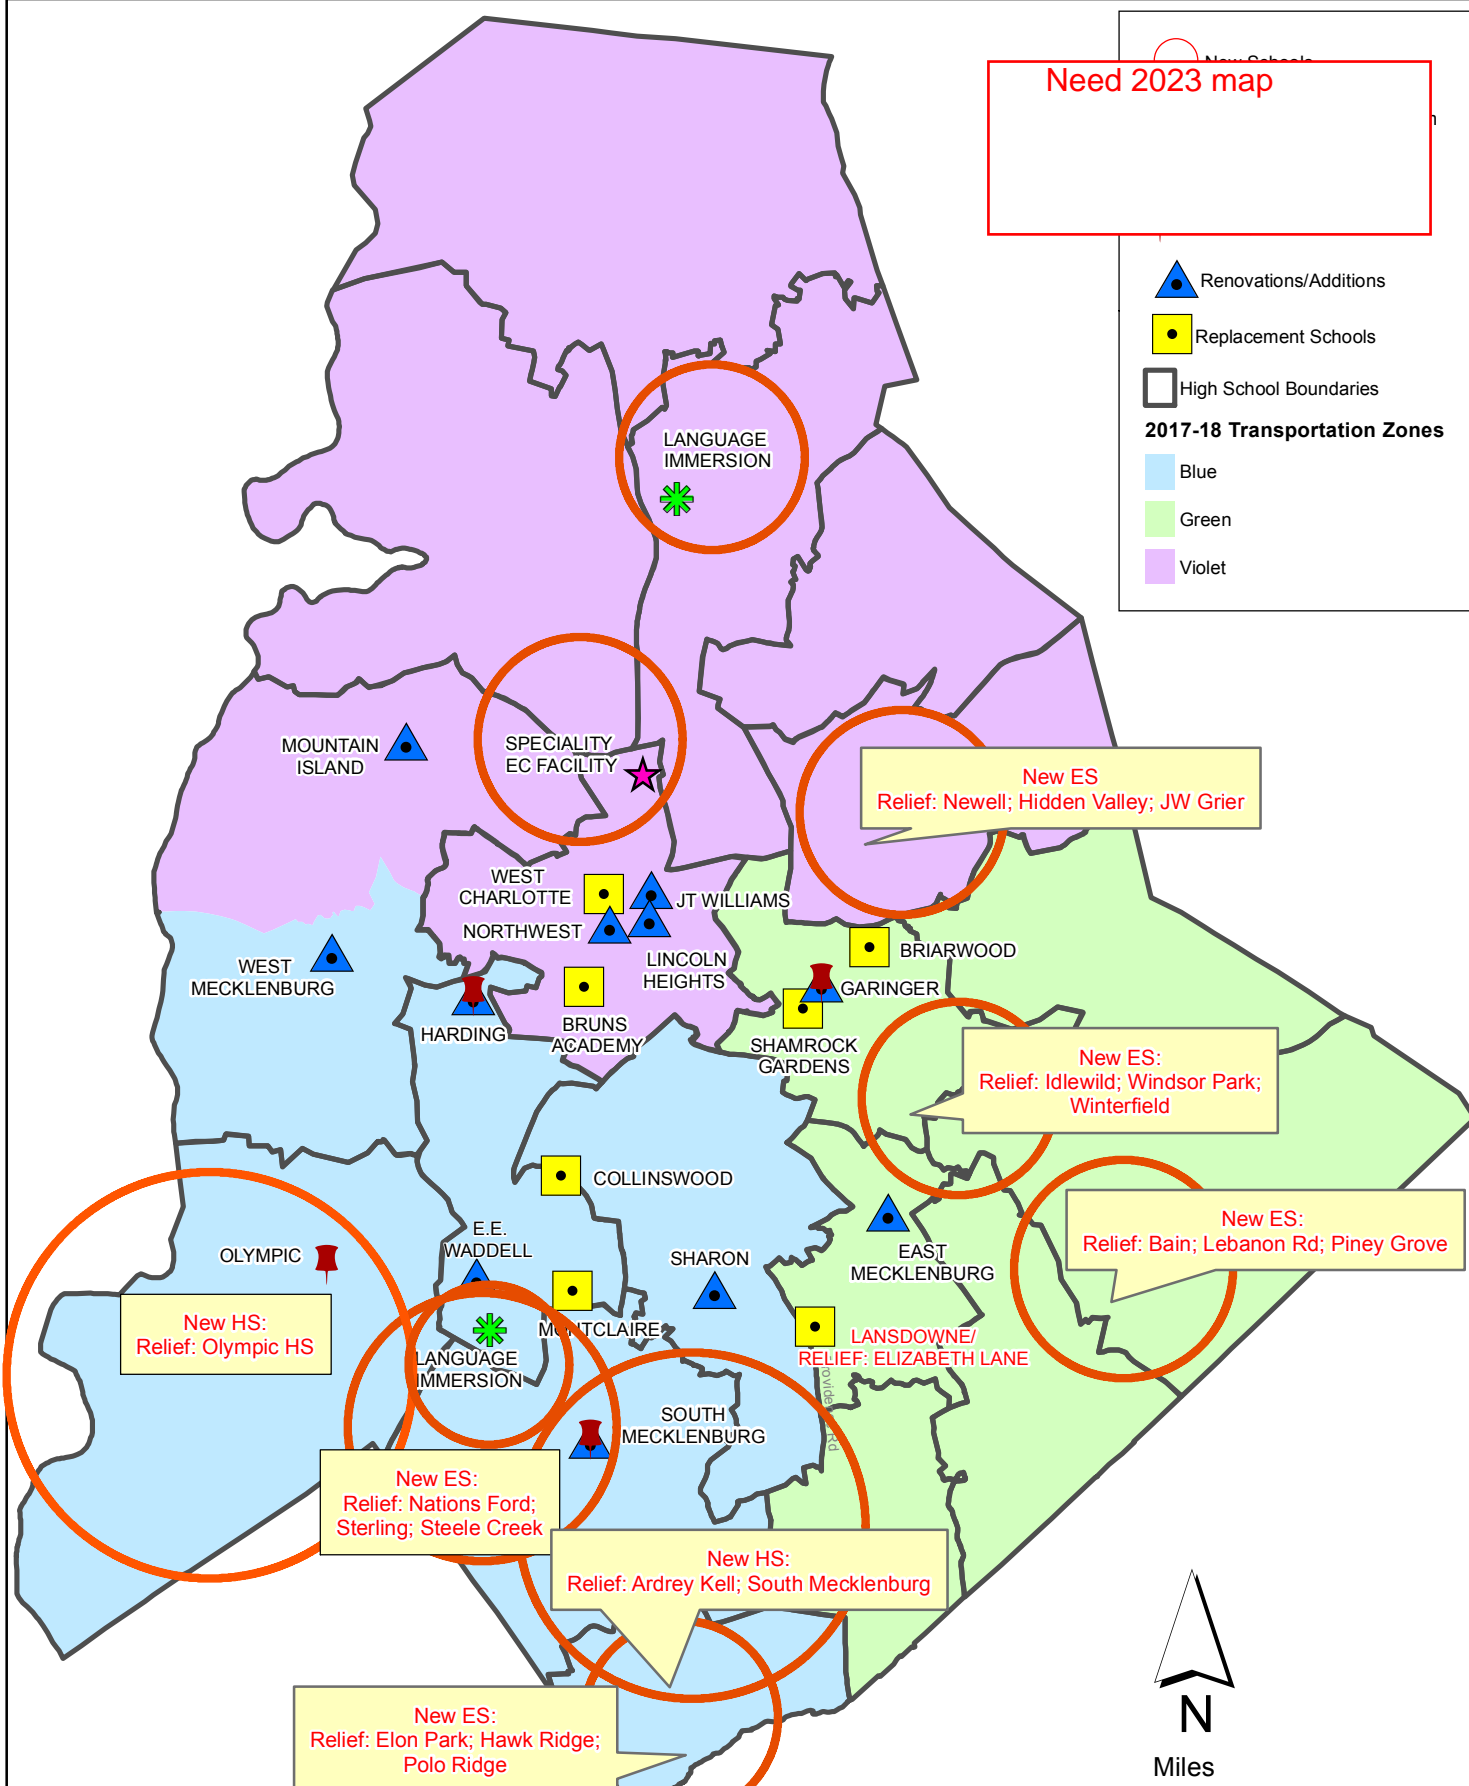 New Schools
Need 2023 map
Renovations/Additions
Replacement Schools
High School Boundaries
2017-18 Transportation Zones
Blue
Green
Violet
LANGUAGE
IMMERSION
MOUNTAIN
ISLAND
SPECIALITY
EC FACILITY
New ES
Relief: Newell; Hidden Valley; JW Grier
WEST
CHARLOTTE
JT WILLIAMS
NORTHWEST
LINCOLN
HEIGHTS
WEST
MECKLENBURG
BRIARWOOD
GARINGER
HARDING
BRUNS
ACADEMY
SHAMROCK
GARDENS
New ES:
Relief: Idlewild; Windsor Park;
Winterfield
COLLINSWOOD
New ES:
Relief: Bain; Lebanon Rd; Piney Grove
E.E.
WADDELL
OLYMPIC
SHARON
EAST
MECKLENBURG
New HS:
Relief: Olympic HS
MONTCLAIRE
LANSDOWNE/
RELIEF: ELIZABETH LANE
LANGUAGE
IMMERSION
SOUTH
MECKLENBURG
Rd
New ES:
Relief: Nations Ford;
Sterling; Steele Creek
New HS:
Relief: Ardrey Kell; South Mecklenburg
New ES:
Relief: Elon Park; Hawk Ridge;
Polo Ridge
N
Miles